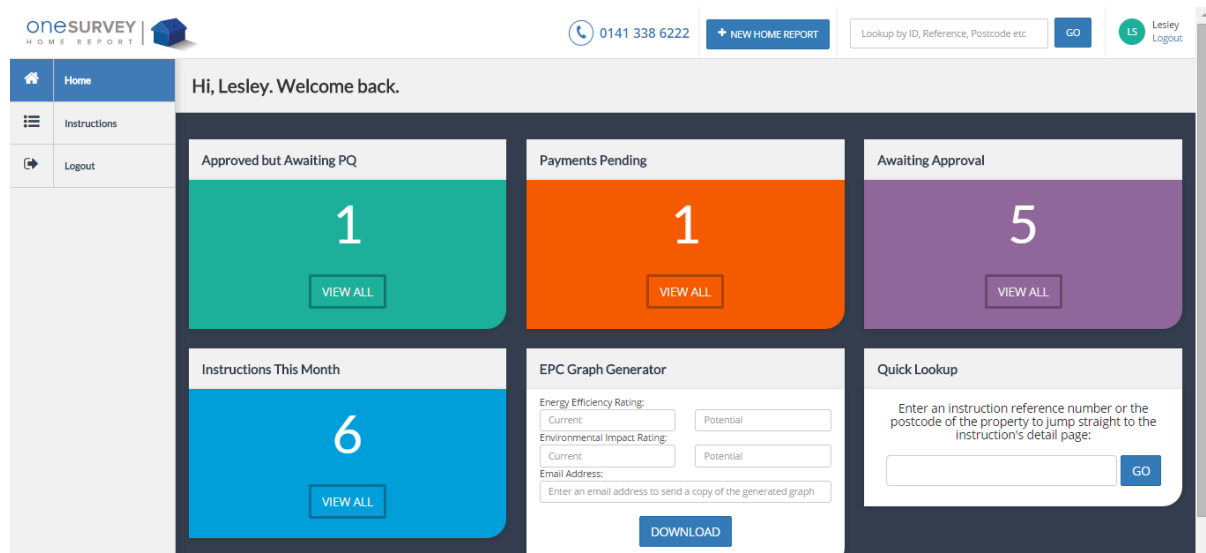 onesURVEY
HOME REPORT
0141 338 6222
+ NEW HOME REPORT
Lookup by ID, Reference, Postcode etc
GO
LS
Lesley
Logout
Home
Instructions
Logout
Hi, Lesley. Welcome back.
Approved but Awaiting PQ
1
VIEW ALL
Payments Pending
1
VIEW ALL
Awaiting Approval
5
VIEW ALL
Instructions This Month
6
VIEW ALL
EPC Graph Generator
Energy Efficiency Rating:
Current Potential
Environmental Impact Rating:
Current Potential
Email Address:
Enter an email address to send a copy of the generated graph
DOWNLOAD
Quick Lookup
Enter an instruction reference number or the
postcode of the property to jump straight to the
instruction's detail page:
GO